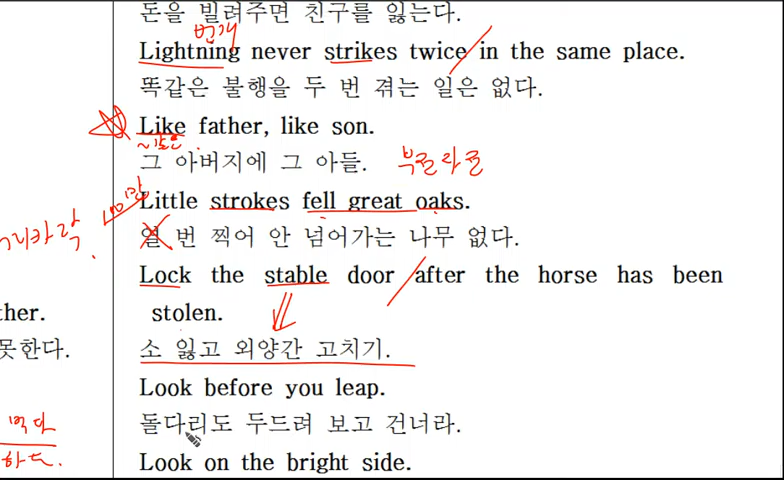 돈을 빌려주면 친구를 잃는다.
번개
Lightning never strikes twice in the same place.
똑같은 불행을 두 번 겪는 일은 없다.
Like father, like son.
그 아버지에 그 아들.
Little strokes fell great oaks.
열 번 찍어 안 넘어가는 나무 없다.
Lock the stable door after the horse has been
ther.
stolen.
못한다.
소 잃고 외양간 고치기.
Look before you leap.
돌다리도 두드려 보고 건너라.
Look on the bright side.